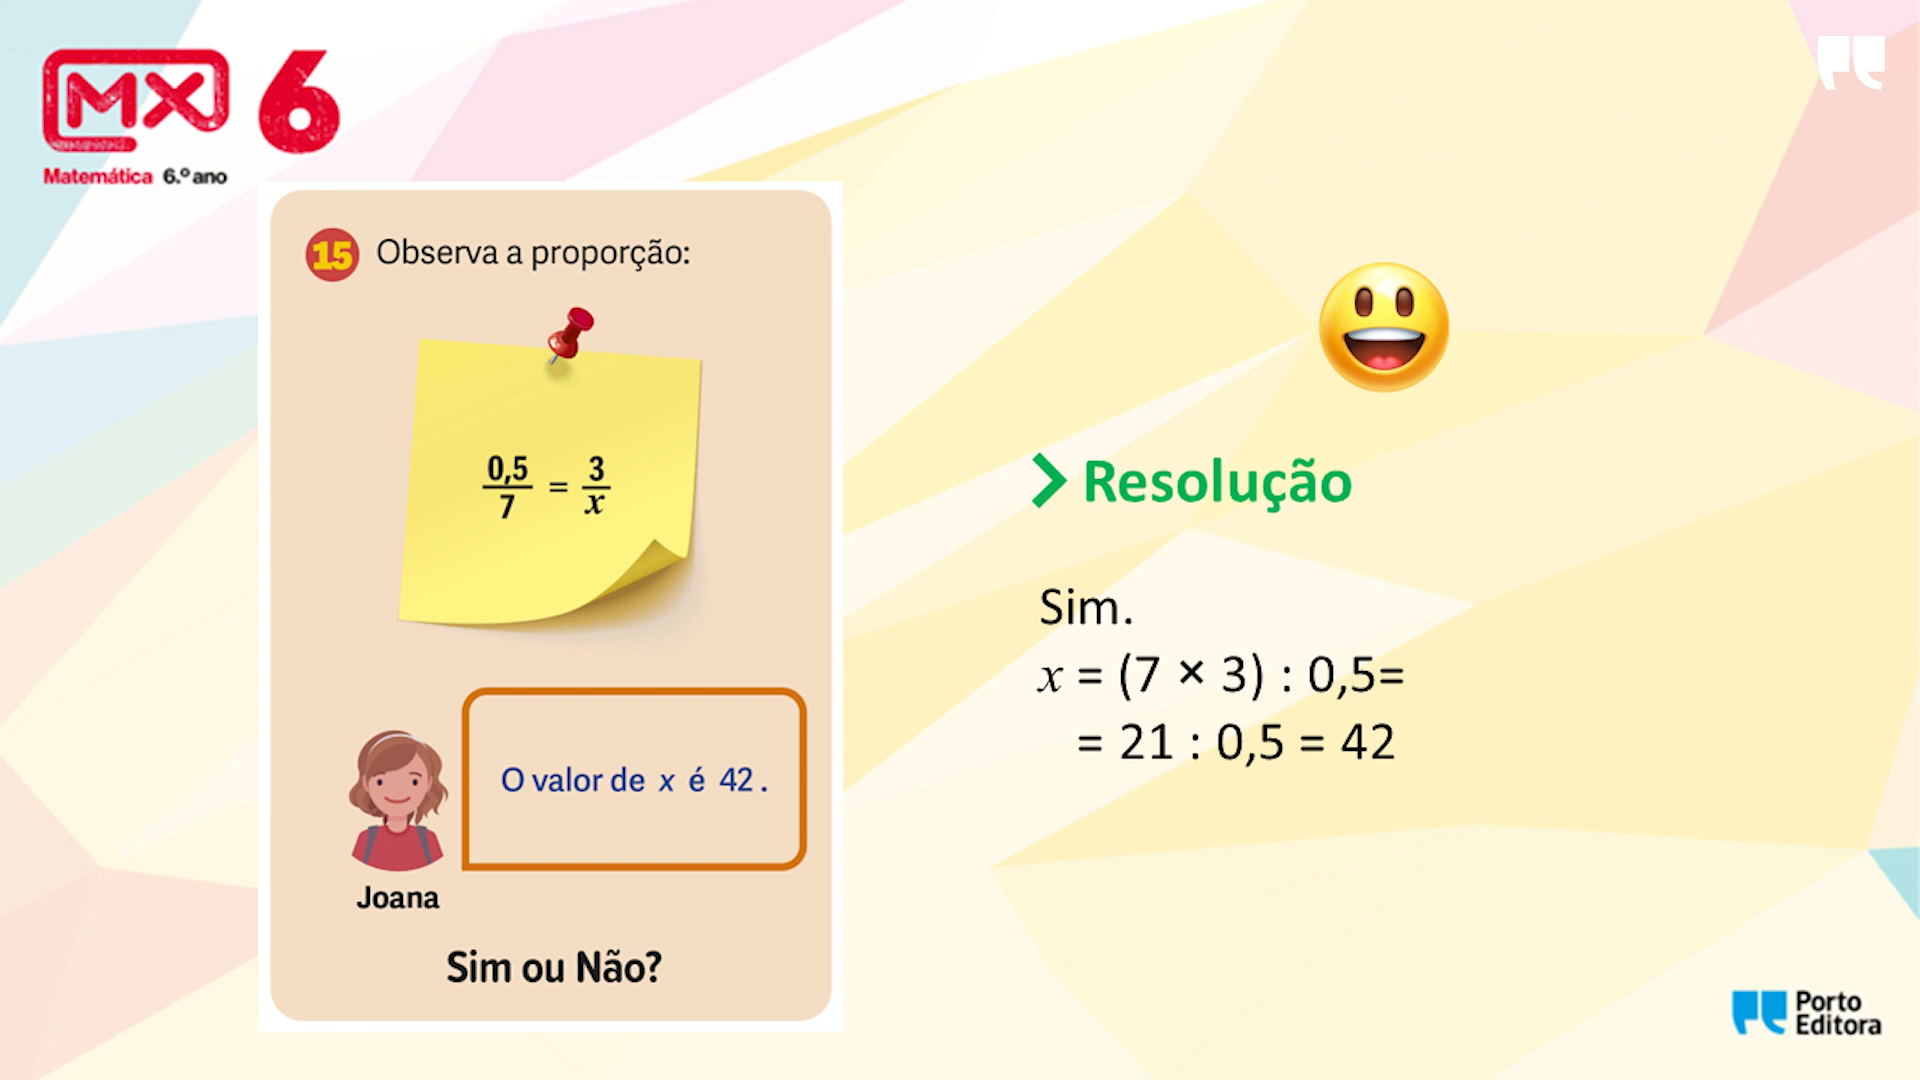 MX 6
Matemática 6.º ano
15 Observa a proporção:
0,5/7 = 3/x
O valor de x é 42.
Joana
Sim ou Não?
Resolução
Sim.
x = (7 × 3) : 0,5=
= 21 : 0,5 = 42
Porto
Editora